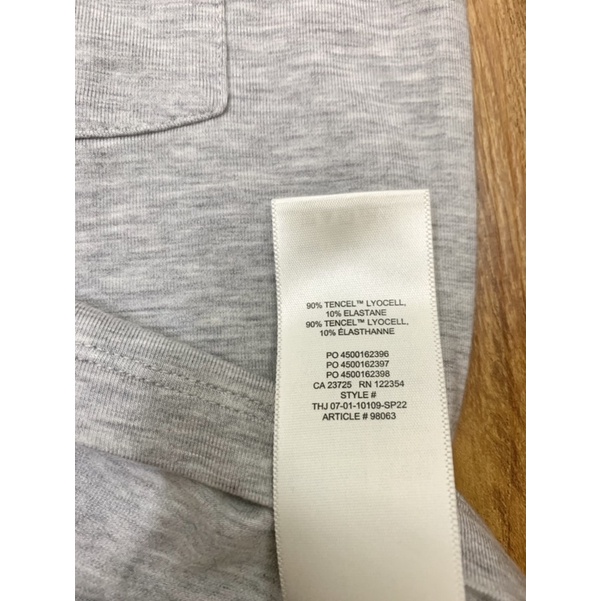 90% TENCEL™ LYOCELL,
10% ELASTANE
90% TENCEL™ LYOCELL,
10% ÉLASTHANNE
PO 4500162396
PO 4500162397
PO 4500162398
CA 23725 RN 122354
STYLE #
THJ 07-01-10109-SP22
ARTICLE # 98063